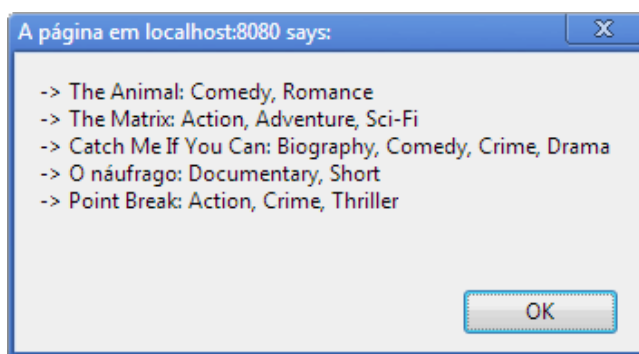 A página em localhost:8080 says:
-> The Animal: Comedy, Romance
-> The Matrix: Action, Adventure, Sci-Fi
-> Catch Me If You Can: Biography, Comedy, Crime, Drama
-> O náufrago: Documentary, Short
-> Point Break: Action, Crime, Thriller
OK